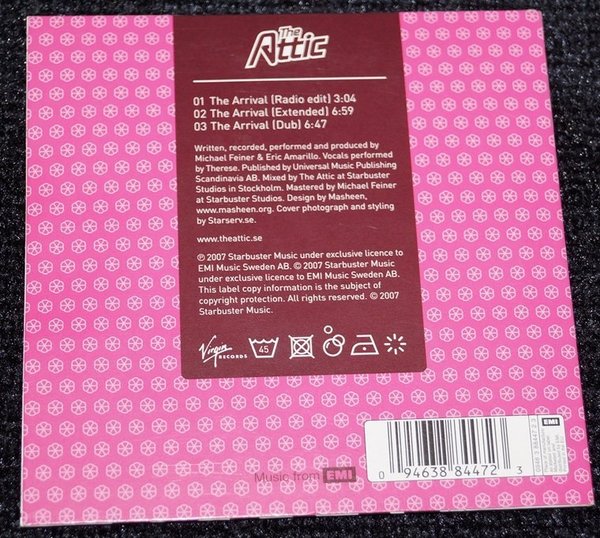 The
Attic
01 The Arrival (Radio edit) 3:04
02 The Arrival (Extended) 6:59
03 The Arrival (Dub) 6:47
Written, recorded, performed and produced by
Michael Feiner & Eric Amarillo. Vocals performed
by Therese. Published by Universal Music Publishing
Scandinavia AB. Mixed by The Attic at Starbuster
Studios in Stockholm. Mastered by Michael Feiner
at Starbuster Studios. Design by Masheen,
www.masheen.org. Cover photograph and styling
by Starserv.se.
www.theattic.se
℗ 2007 Starbuster Music under exclusive licence to
EMI Music Sweden AB. © 2007 Starbuster Music
under exclusive licence to EMI Music Sweden AB.
This label copy information is the subject of
copyright protection. All rights reserved. © 2007
Starbuster Music.
Virgin
RECORDS
45
EMI
0 94638 84472 3
Music from EMI